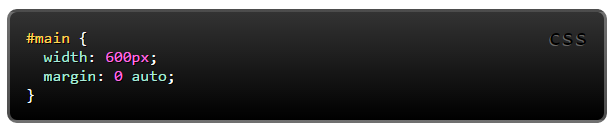 #main {
CSS
  width: 600px;
  margin: 0 auto;
}